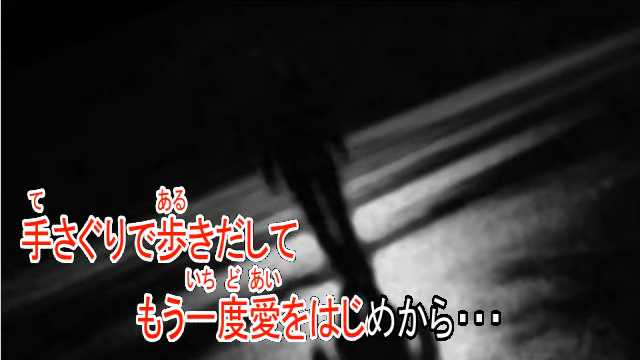 て ある
手さぐりで歩きだして
いち ど あい
もう一度愛をはじめから・・・